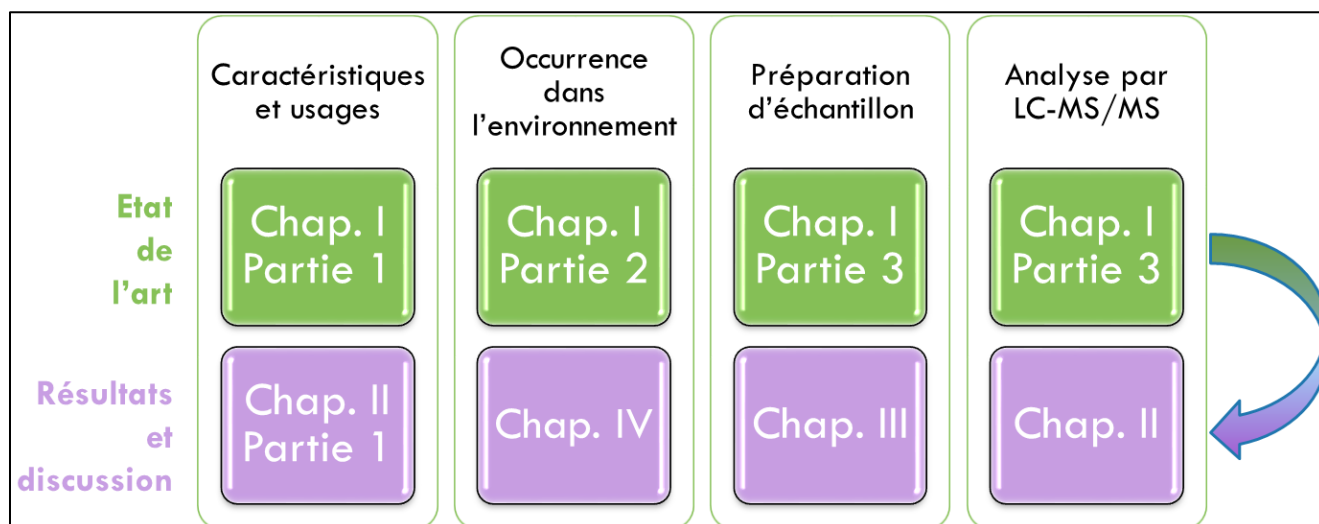 Caractéristiques
et usages
Occurrence
dans
l'environnement
Préparation
d'échantillon
Analyse par
LC-MS/MS
Etat
de
l'art
Chap. I
Partie 1
Chap. I
Partie 2
Chap. I
Partie 3
Chap. I
Partie 3
Résultats
et
discussion
Chap. II
Partie 1
Chap. IV
Chap. III
Chap. II